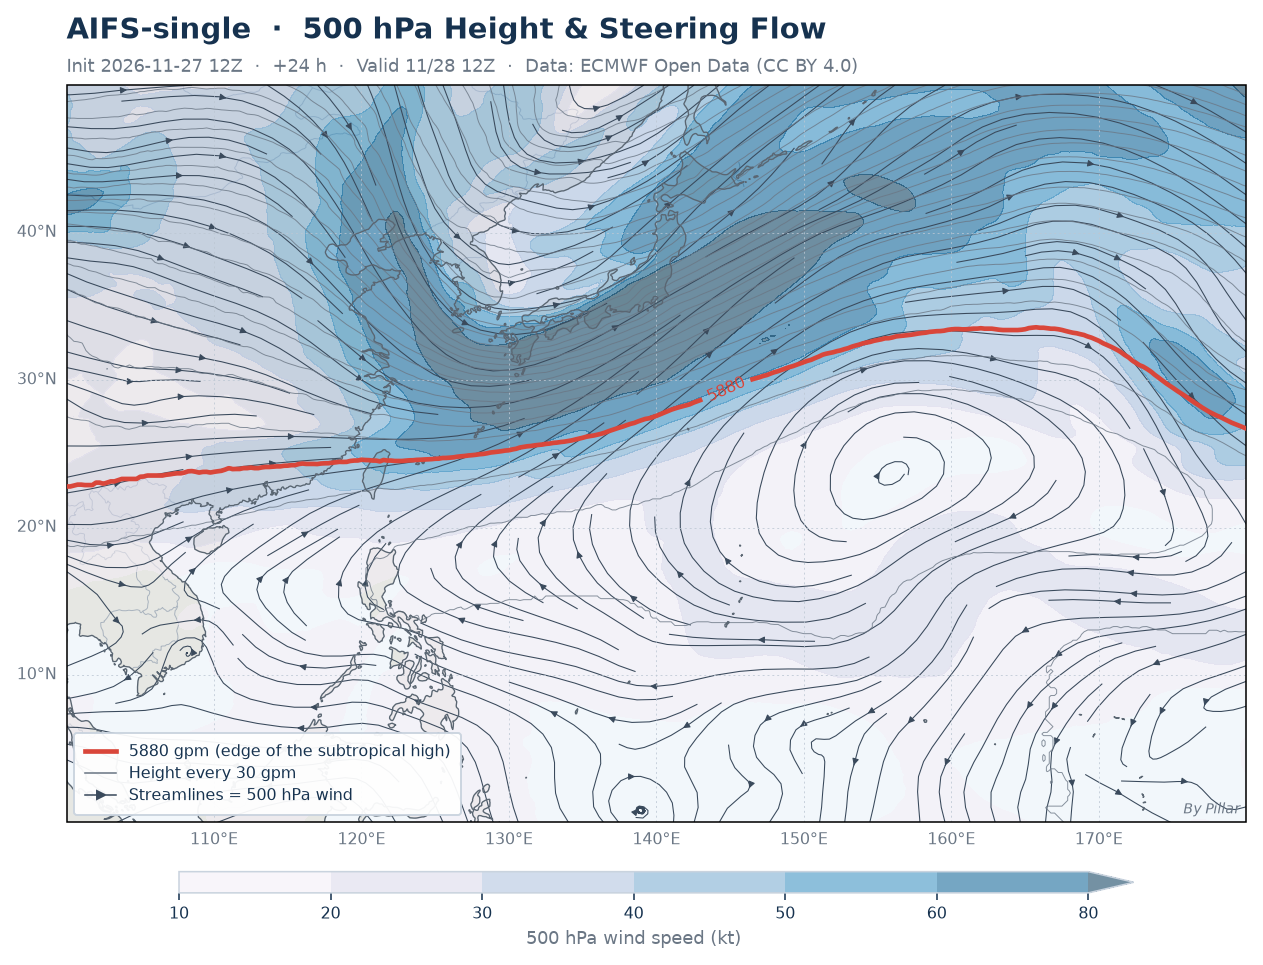 AIFS-single · 500 hPa Height & Steering Flow
Init 2026-11-27 12Z · +24 h · Valid 11/28 12Z · Data: ECMWF Open Data (CC BY 4.0)
40°N
30°N
20°N
10°N
5880
5880 gpm (edge of the subtropical high)
Height every 30 gpm
Streamlines = 500 hPa wind
By Pillar
110°E 120°E 130°E 140°E 150°E 160°E 170°E
10 20 30 40 50 60 80
500 hPa wind speed (kt)